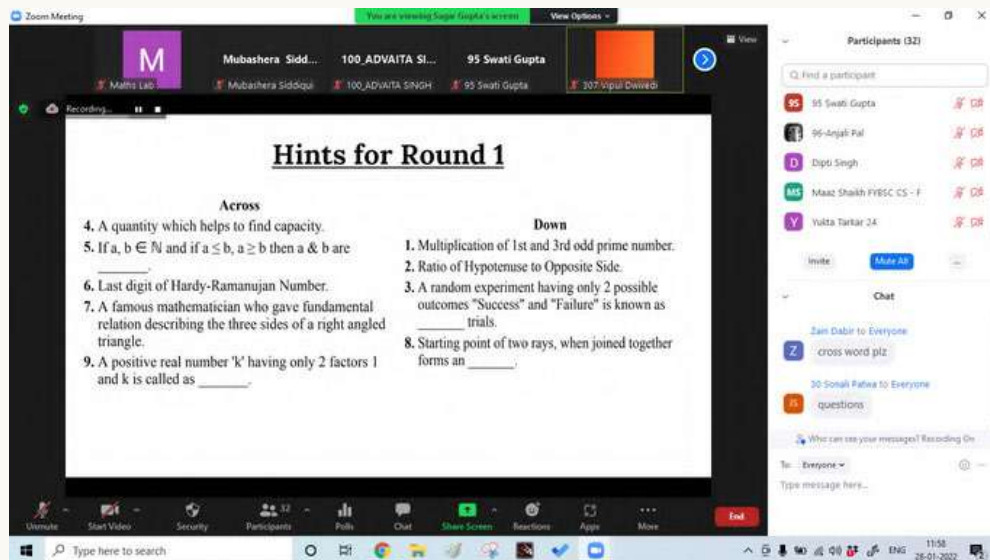 Zoom Meeting
You are viewing Sagar Gupta's screen
View Options
View
M
Maths Lab
Mubashera Sidd...
Mubashera Siddiqui
100_ADVAITA SI...
100_ADVAITA SINGH
95 Swati Gupta
95 Swati Gupta
307 Vipul Dwivedi
Recording...
Hints for Round 1
Across
4. A quantity which helps to find capacity.
5. If a, b ∈ ℕ and if a ≤ b, a ≥ b then a & b are
_______.
6. Last digit of Hardy-Ramanujan Number.
7. A famous mathematician who gave fundamental
relation describing the three sides of a right angled
triangle.
9. A positive real number 'k' having only 2 factors 1
and k is called as _______.
Down
1. Multiplication of 1st and 3rd odd prime number.
2. Ratio of Hypotenuse to Opposite Side.
3. A random experiment having only 2 possible
outcomes "Success" and "Failure" is known as
_______ trials.
8. Starting point of two rays, when joined together
forms an _______.
Participants (32)
Find a participant
95 95 Swati Gupta
96-Anjali Pal
D Dipti Singh
MS Maaz Shaikh FYBSC CS - F
Y Yukta Tarkar 24
Invite
Mute All
...
Chat
Zain Dabir to Everyone
Z cross word plz
30 Sonali Patwa to Everyone
questions
Who can see your messages? Recording On
To: Everyone
Type message here...
Unmute
Start Video
Security
Participants
32
Polls
Chat
Share Screen
Reactions
Apps
More
End
Type here to search
ENG
11:58
28-01-2022